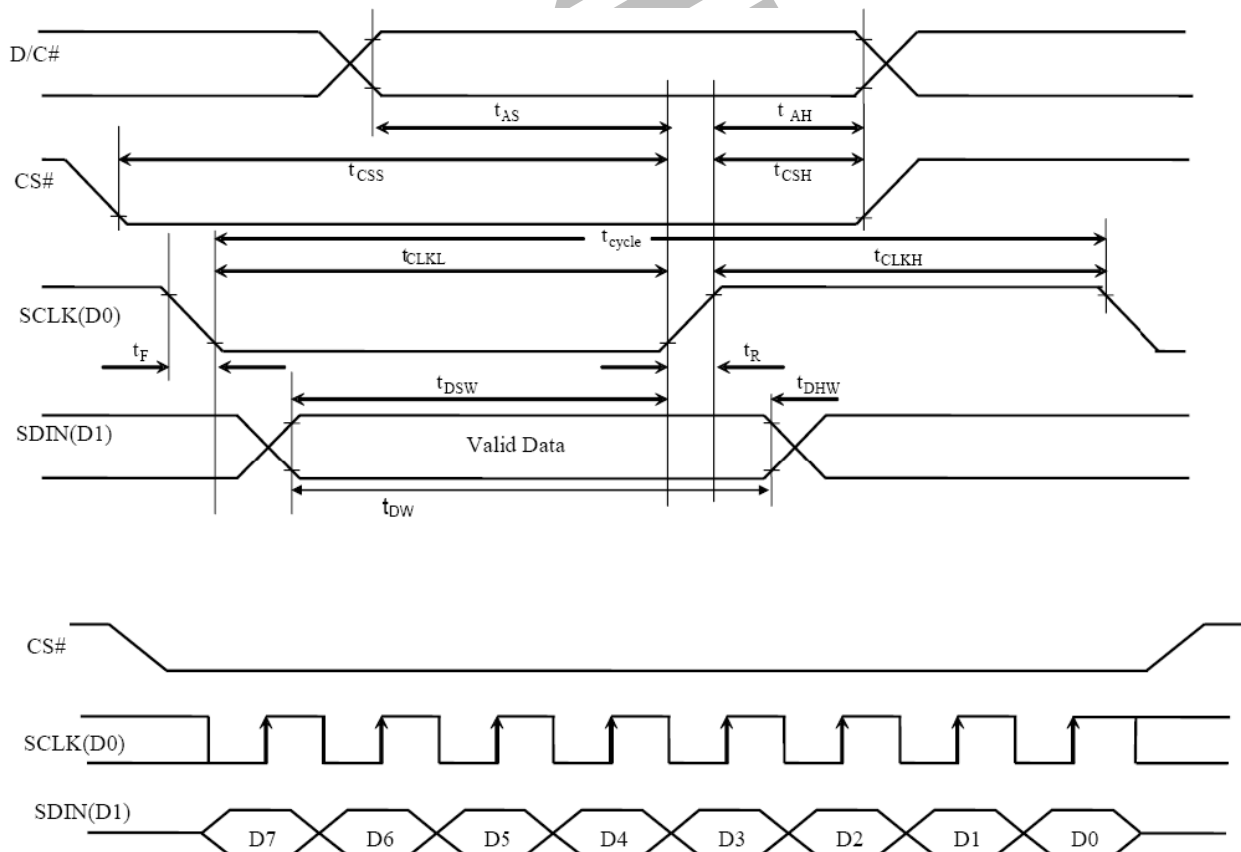 D/C#
tAS
t AH
CS#
tCSS
tCSH
tcycle
tCLKL
tCLKH
SCLK(D0)
tF
tR
tDSW
tDHW
SDIN(D1)
Valid Data
tDW
CS#
SCLK(D0)
SDIN(D1)
D7 D6 D5 D4 D3 D2 D1 D0